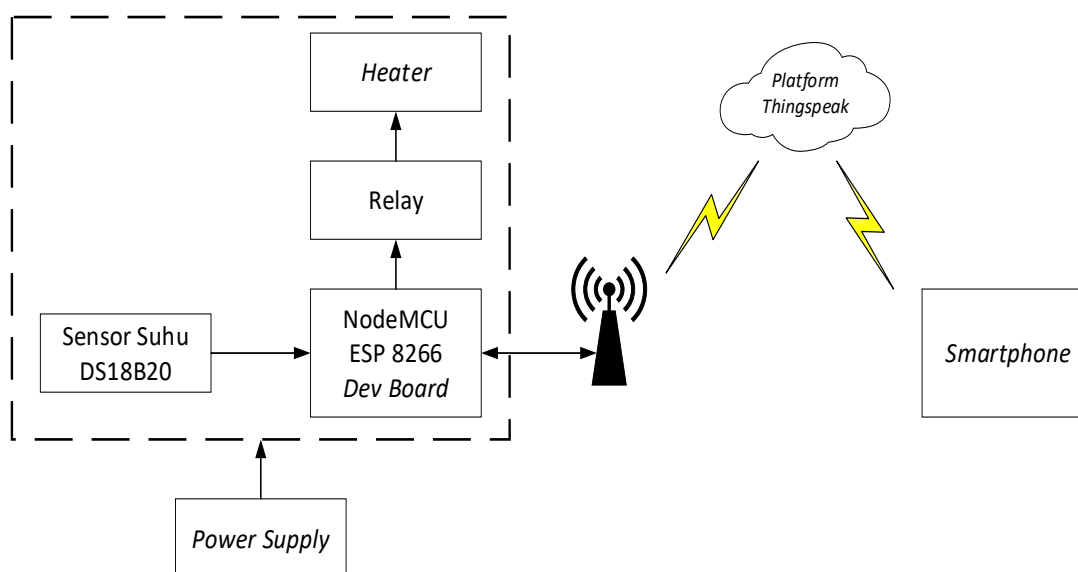 Heater
Platform
Thingspeak
Relay
NodeMCU
ESP 8266
Dev Board
Sensor Suhu
DS18B20
Smartphone
Power Supply